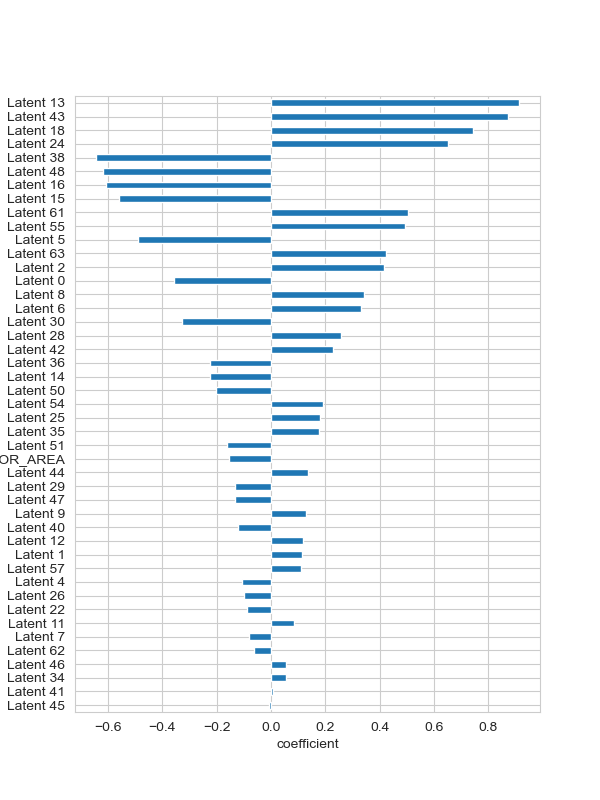 Latent 13
Latent 43
Latent 18
Latent 24
Latent 38
Latent 48
Latent 16
Latent 15
Latent 61
Latent 55
Latent 5
Latent 63
Latent 2
Latent 0
Latent 8
Latent 6
Latent 30
Latent 28
Latent 42
Latent 36
Latent 14
Latent 50
Latent 54
Latent 25
Latent 35
Latent 51
OR_AREA
Latent 44
Latent 29
Latent 47
Latent 9
Latent 40
Latent 12
Latent 1
Latent 57
Latent 4
Latent 26
Latent 22
Latent 11
Latent 7
Latent 62
Latent 46
Latent 34
Latent 41
Latent 45
−0.6 −0.4 −0.2 0.0 0.2 0.4 0.6 0.8
coefficient